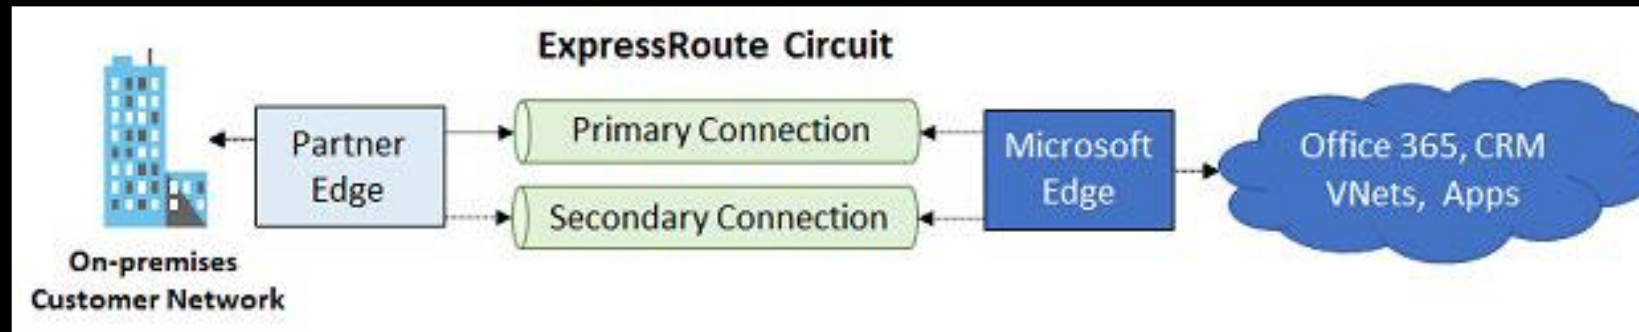 ExpressRoute Circuit
On-premises
Customer Network
Partner
Edge
Primary Connection
Secondary Connection
Microsoft
Edge
Office 365, CRM
VNets, Apps